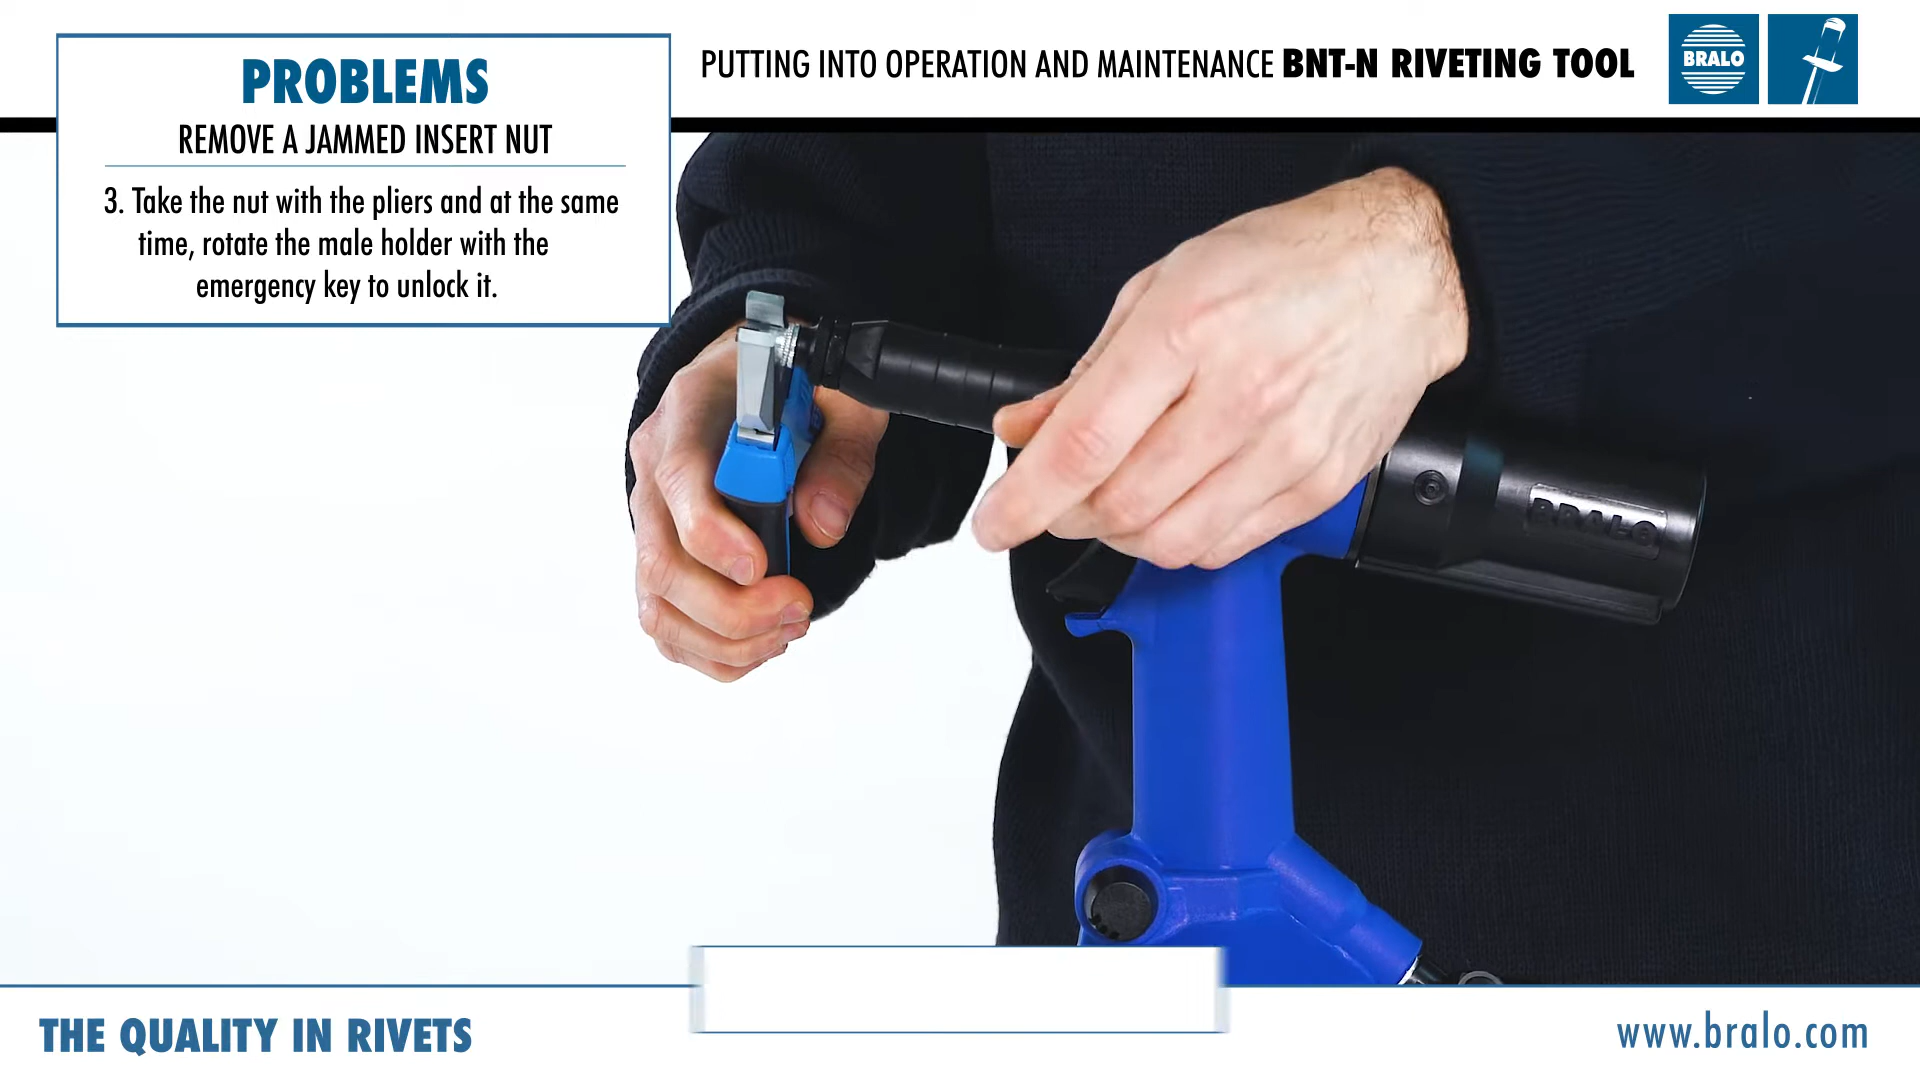 PROBLEMS
REMOVE A JAMMED INSERT NUT
3. Take the nut with the pliers and at the same
time, rotate the male holder with the
emergency key to unlock it.
PUTTING INTO OPERATION AND MAINTENANCE BNT-N RIVETING TOOL
BRALO
BRALO
THE QUALITY IN RIVETS
www.bralo.com